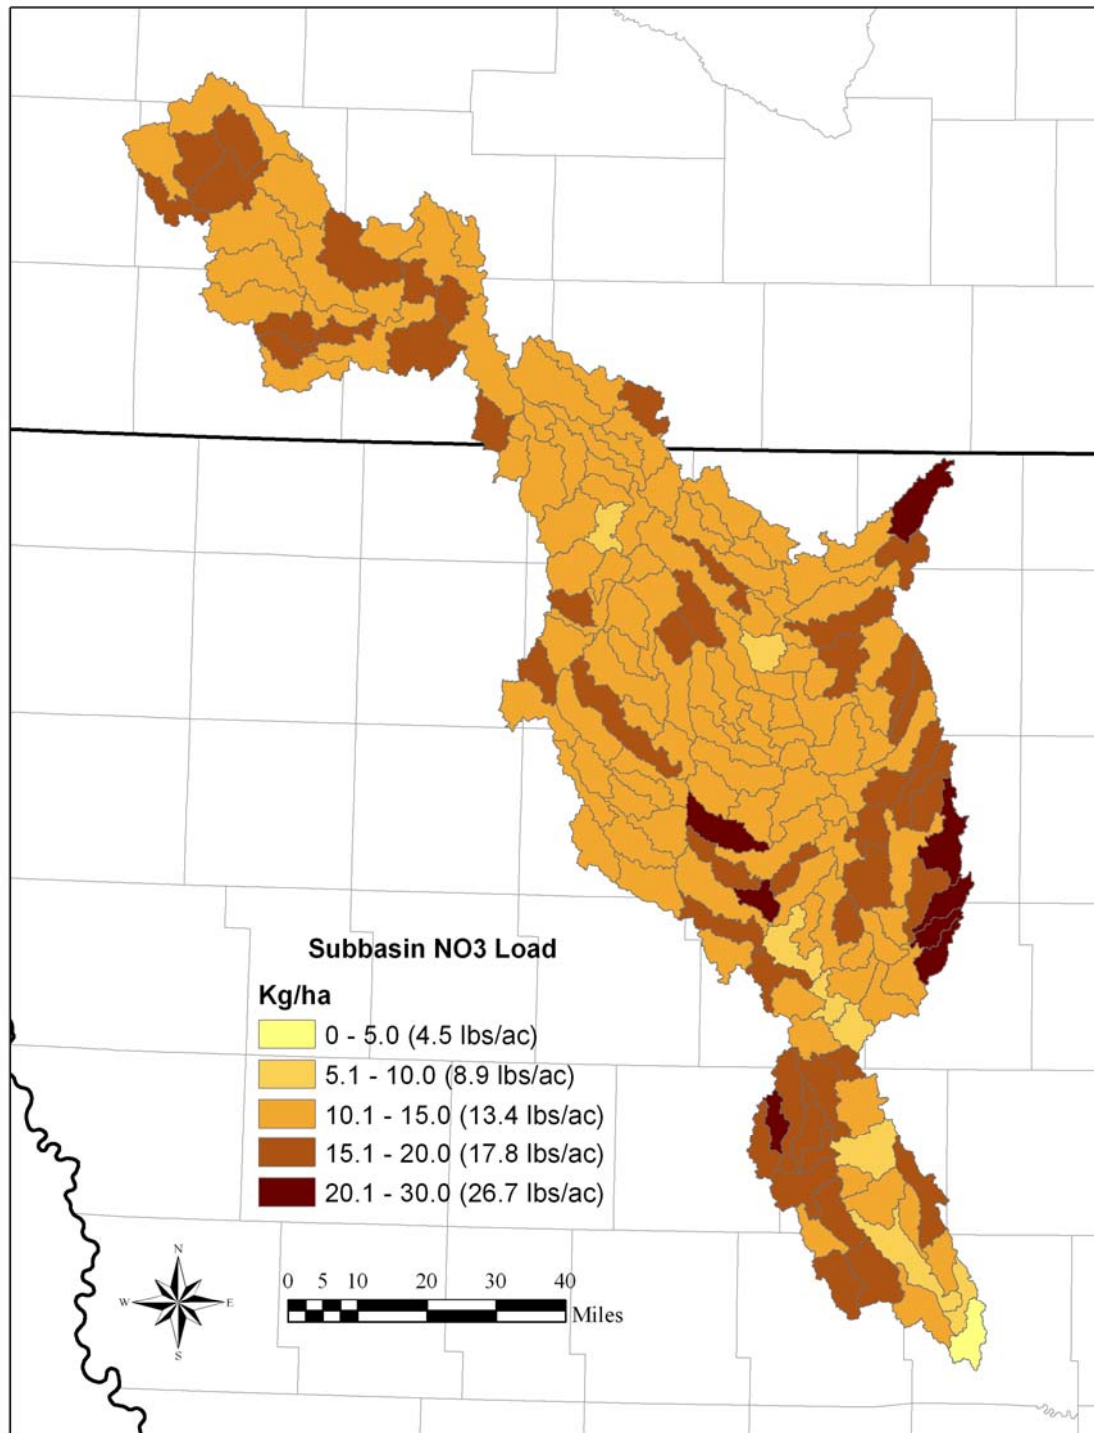 Subbasin NO3 Load
Kg/ha
0 - 5.0 (4.5 lbs/ac)
5.1 - 10.0 (8.9 lbs/ac)
10.1 - 15.0 (13.4 lbs/ac)
15.1 - 20.0 (17.8 lbs/ac)
20.1 - 30.0 (26.7 lbs/ac)
N
W E
S
0 5 10 20 30 40
Miles